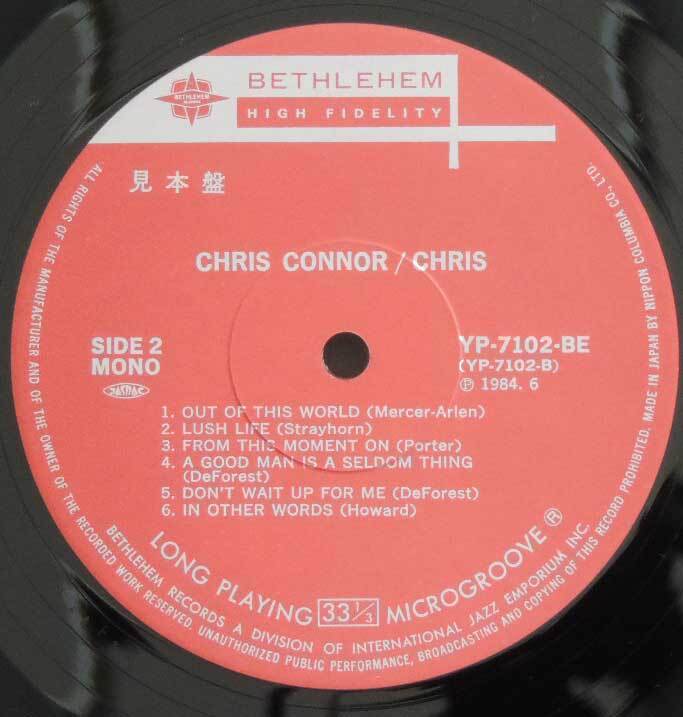 BETHLEHEM
BETHLEHEM
HIGH FIDELITY
見本盤
CHRIS CONNOR / CHRIS
SIDE 2
MONO
JASRAC
YP-7102-BE
(YP-7102-B)
Ⓟ 1984. 6
1. OUT OF THIS WORLD (Mercer-Arlen)
2. LUSH LIFE (Strayhorn)
3. FROM THIS MOMENT ON (Porter)
4. A GOOD MAN IS A SELDOM THING
(DeForest)
5. DON'T WAIT UP FOR ME (DeForest)
6. IN OTHER WORDS (Howard)
LONG PLAYING 33 1/3 MICROGROOVE ®
BETHLEHEM RECORDS A DIVISION OF INTERNATIONAL JAZZ EMPORIUM INC.
ALL RIGHTS OF THE MANUFACTURER AND OF THE OWNER OF THE RECORDED WORK RESERVED. UNAUTHORIZED PUBLIC PERFORMANCE, BROADCASTING AND COPYING OF THIS RECORD PROHIBITED. MADE IN JAPAN BY NIPPON COLUMBIA CO., LTD.